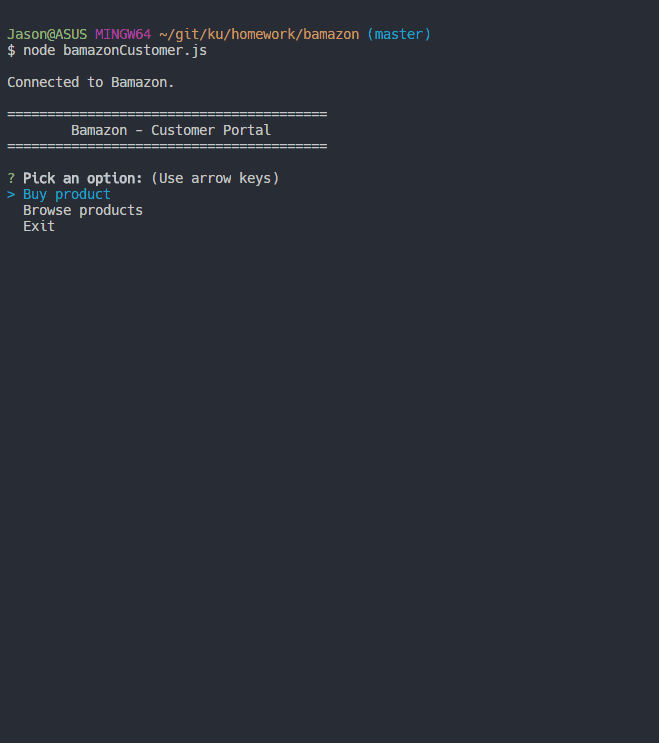 Jason@ASUS MINGW64 ~/git/ku/homework/bamazon (master)
$ node bamazonCustomer.js
Connected to Bamazon.
========================================
Bamazon - Customer Portal
========================================
? Pick an option: (Use arrow keys)
> Buy product
Browse products
Exit